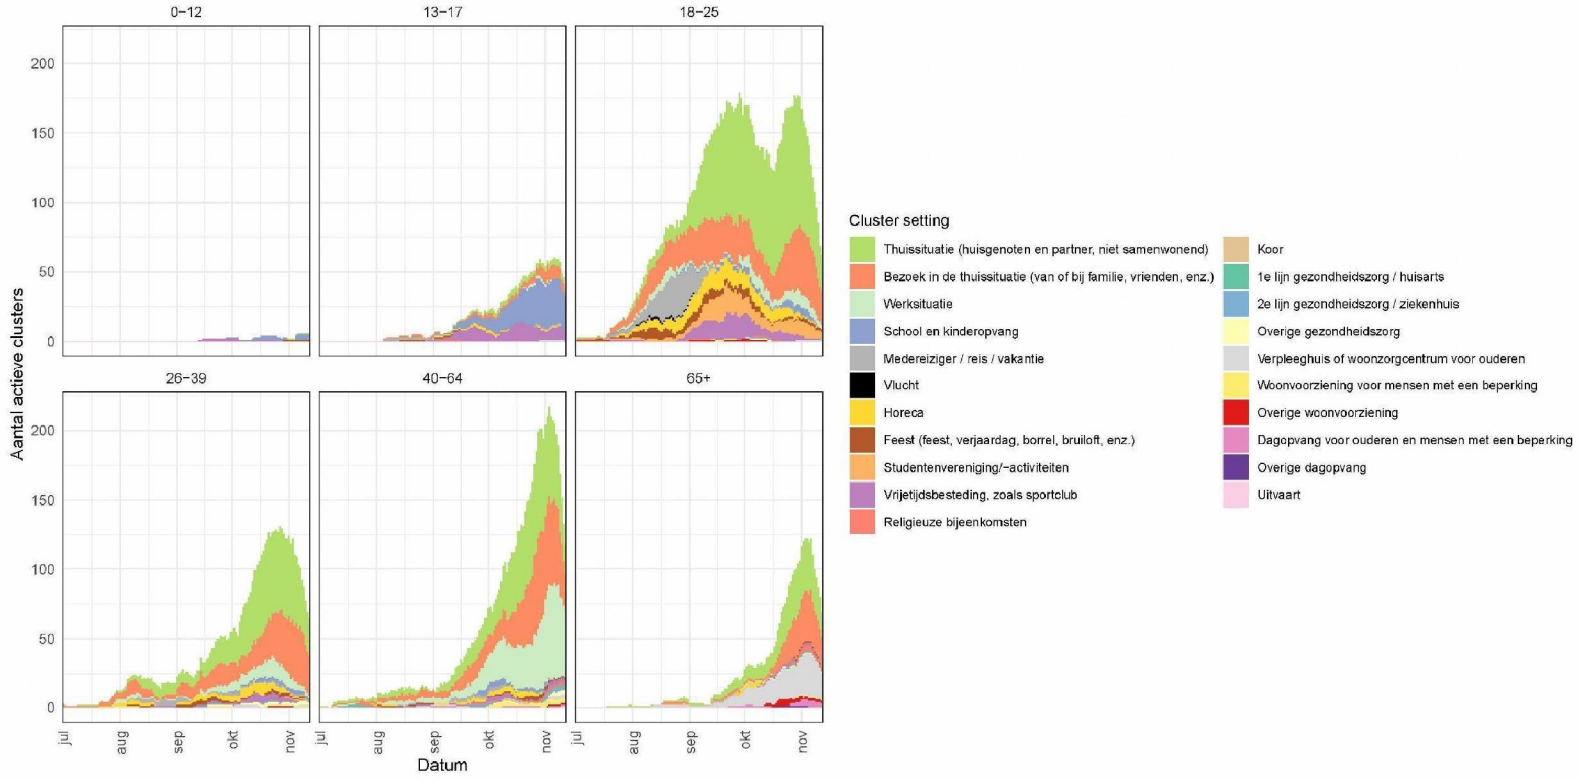 0−12
13−17
18−25
200
150
100
50
0
26−39
40−64
65+
200
150
100
50
0
Aantal actieve clusters
jul
aug
sep
okt
nov
jul
aug
sep
okt
nov
jul
aug
sep
okt
nov
Datum
Cluster setting
Thuissituatie (huisgenoten en partner, niet samenwonend)
Bezoek in de thuissituatie (van of bij familie, vrienden, enz.)
Werksituatie
School en kinderopvang
Medereiziger / reis / vakantie
Vlucht
Horeca
Feest (feest, verjaardag, borrel, bruiloft, enz.)
Studentenvereniging/−activiteiten
Vrijetijdsbesteding, zoals sportclub
Religieuze bijeenkomsten
Koor
1e lijn gezondheidszorg / huisarts
2e lijn gezondheidszorg / ziekenhuis
Overige gezondheidszorg
Verpleeghuis of woonzorgcentrum voor ouderen
Woonvoorziening voor mensen met een beperking
Overige woonvoorziening
Dagopvang voor ouderen en mensen met een beperking
Overige dagopvang
Uitvaart